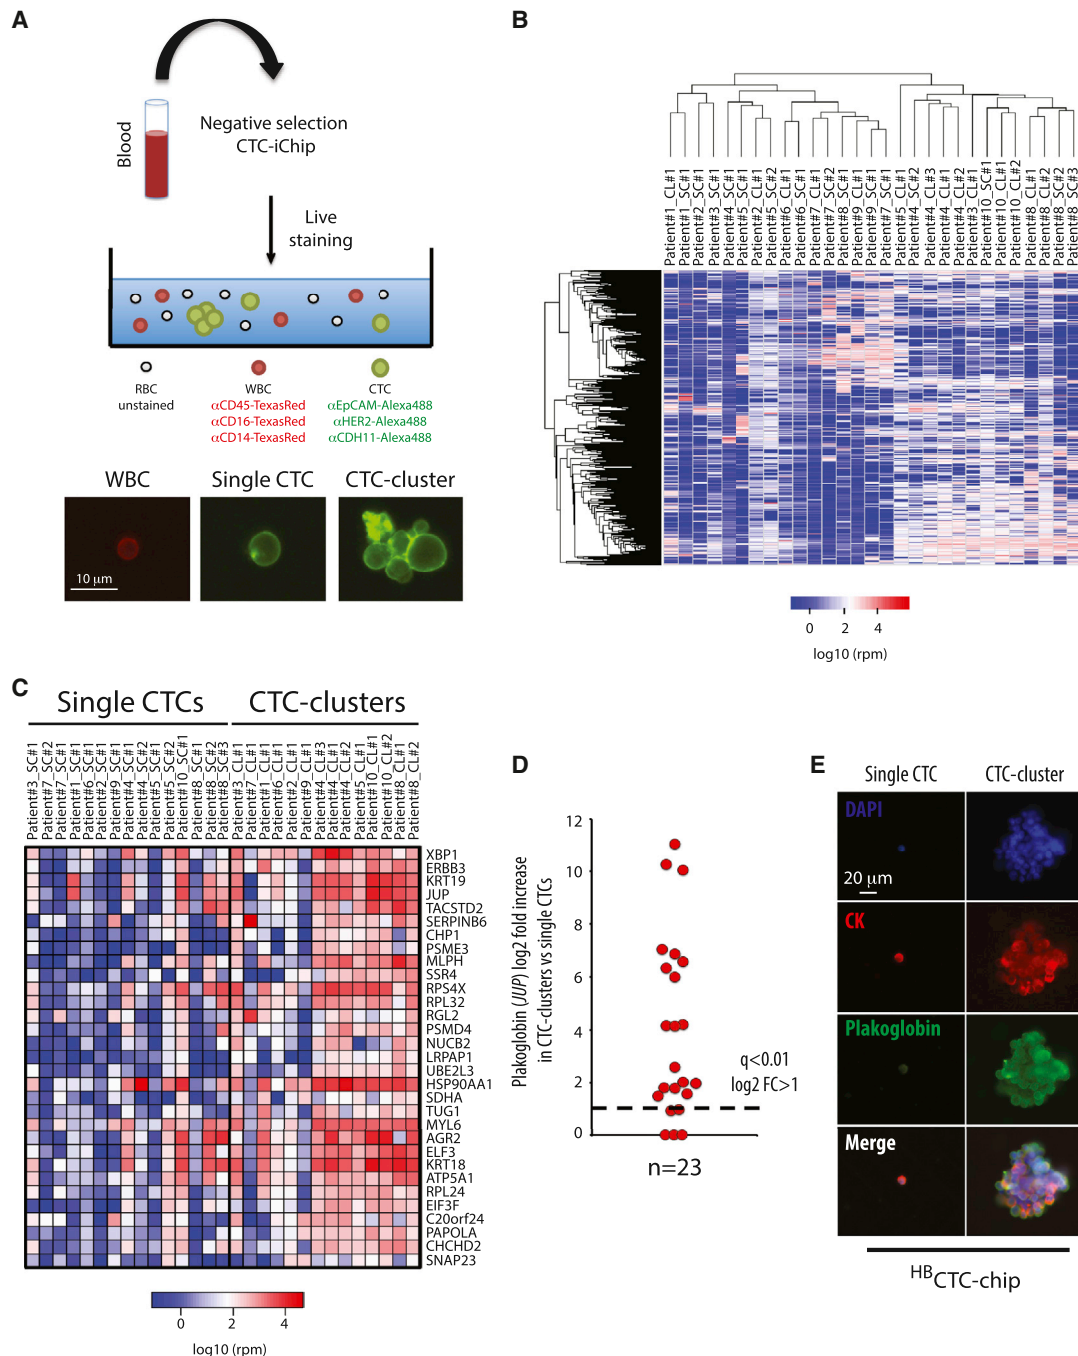 A
Blood
Negative selection
CTC-iChip
Live
staining
RBC
unstained
WBC
αCD45-TexasRed
αCD16-TexasRed
αCD14-TexasRed
CTC
αEpCAM-Alexa488
αHER2-Alexa488
αCDH11-Alexa488
WBC
Single CTC
CTC-cluster
10 μm
B
Patient#1_CL#1
Patient#1_SC#1
Patient#2_SC#1
Patient#3_SC#1
Patient#4_SC#1
Patient#5_SC#1
Patient#2_CL#1
Patient#5_SC#2
Patient#6_CL#1
Patient#6_SC#1
Patient#7_CL#1
Patient#7_SC#2
Patient#8_SC#1
Patient#9_CL#1
Patient#9_SC#1
Patient#7_SC#1
Patient#5_CL#1
Patient#4_SC#2
Patient#4_CL#3
Patient#4_CL#1
Patient#4_CL#2
Patient#3_CL#1
Patient#10_SC#1
Patient#10_CL#1
Patient#10_CL#2
Patient#8_CL#1
Patient#8_CL#2
Patient#8_SC#2
Patient#8_SC#3
0 2 4
log10 (rpm)
C
Single CTCs
CTC-clusters
Patient#3_SC#1
Patient#7_SC#2
Patient#7_SC#1
Patient#1_SC#1
Patient#6_SC#1
Patient#2_SC#1
Patient#9_SC#1
Patient#4_SC#1
Patient#4_SC#2
Patient#5_SC#1
Patient#5_SC#2
Patient#10_SC#1
Patient#8_SC#1
Patient#8_SC#2
Patient#8_SC#3
Patient#3_CL#1
Patient#7_CL#1
Patient#1_CL#1
Patient#6_CL#1
Patient#2_CL#1
Patient#9_CL#1
Patient#4_CL#3
Patient#4_CL#1
Patient#4_CL#2
Patient#5_CL#1
Patient#10_CL#1
Patient#10_CL#2
Patient#8_CL#1
Patient#8_CL#2
XBP1
ERBB3
KRT19
JUP
TACSTD2
SERPINB6
CHP1
PSME3
MLPH
SSR4
RPS4X
RPL32
RGL2
PSMD4
NUCB2
LRPAP1
UBE2L3
HSP90AA1
SDHA
TUG1
MYL6
AGR2
ELF3
KRT18
ATP5A1
RPL24
EIF3F
C20orf24
PAPOLA
CHCHD2
SNAP23
0 2 4
log10 (rpm)
D
Plakoglobin (JUP) log2 fold increase
in CTC-clusters vs single CTCs
12
10
8
6
4
2
0
q<0.01
log2 FC>1
n=23
E
Single CTC
CTC-cluster
DAPI
20 μm
CK
Plakoglobin
Merge
HBCTC-chip